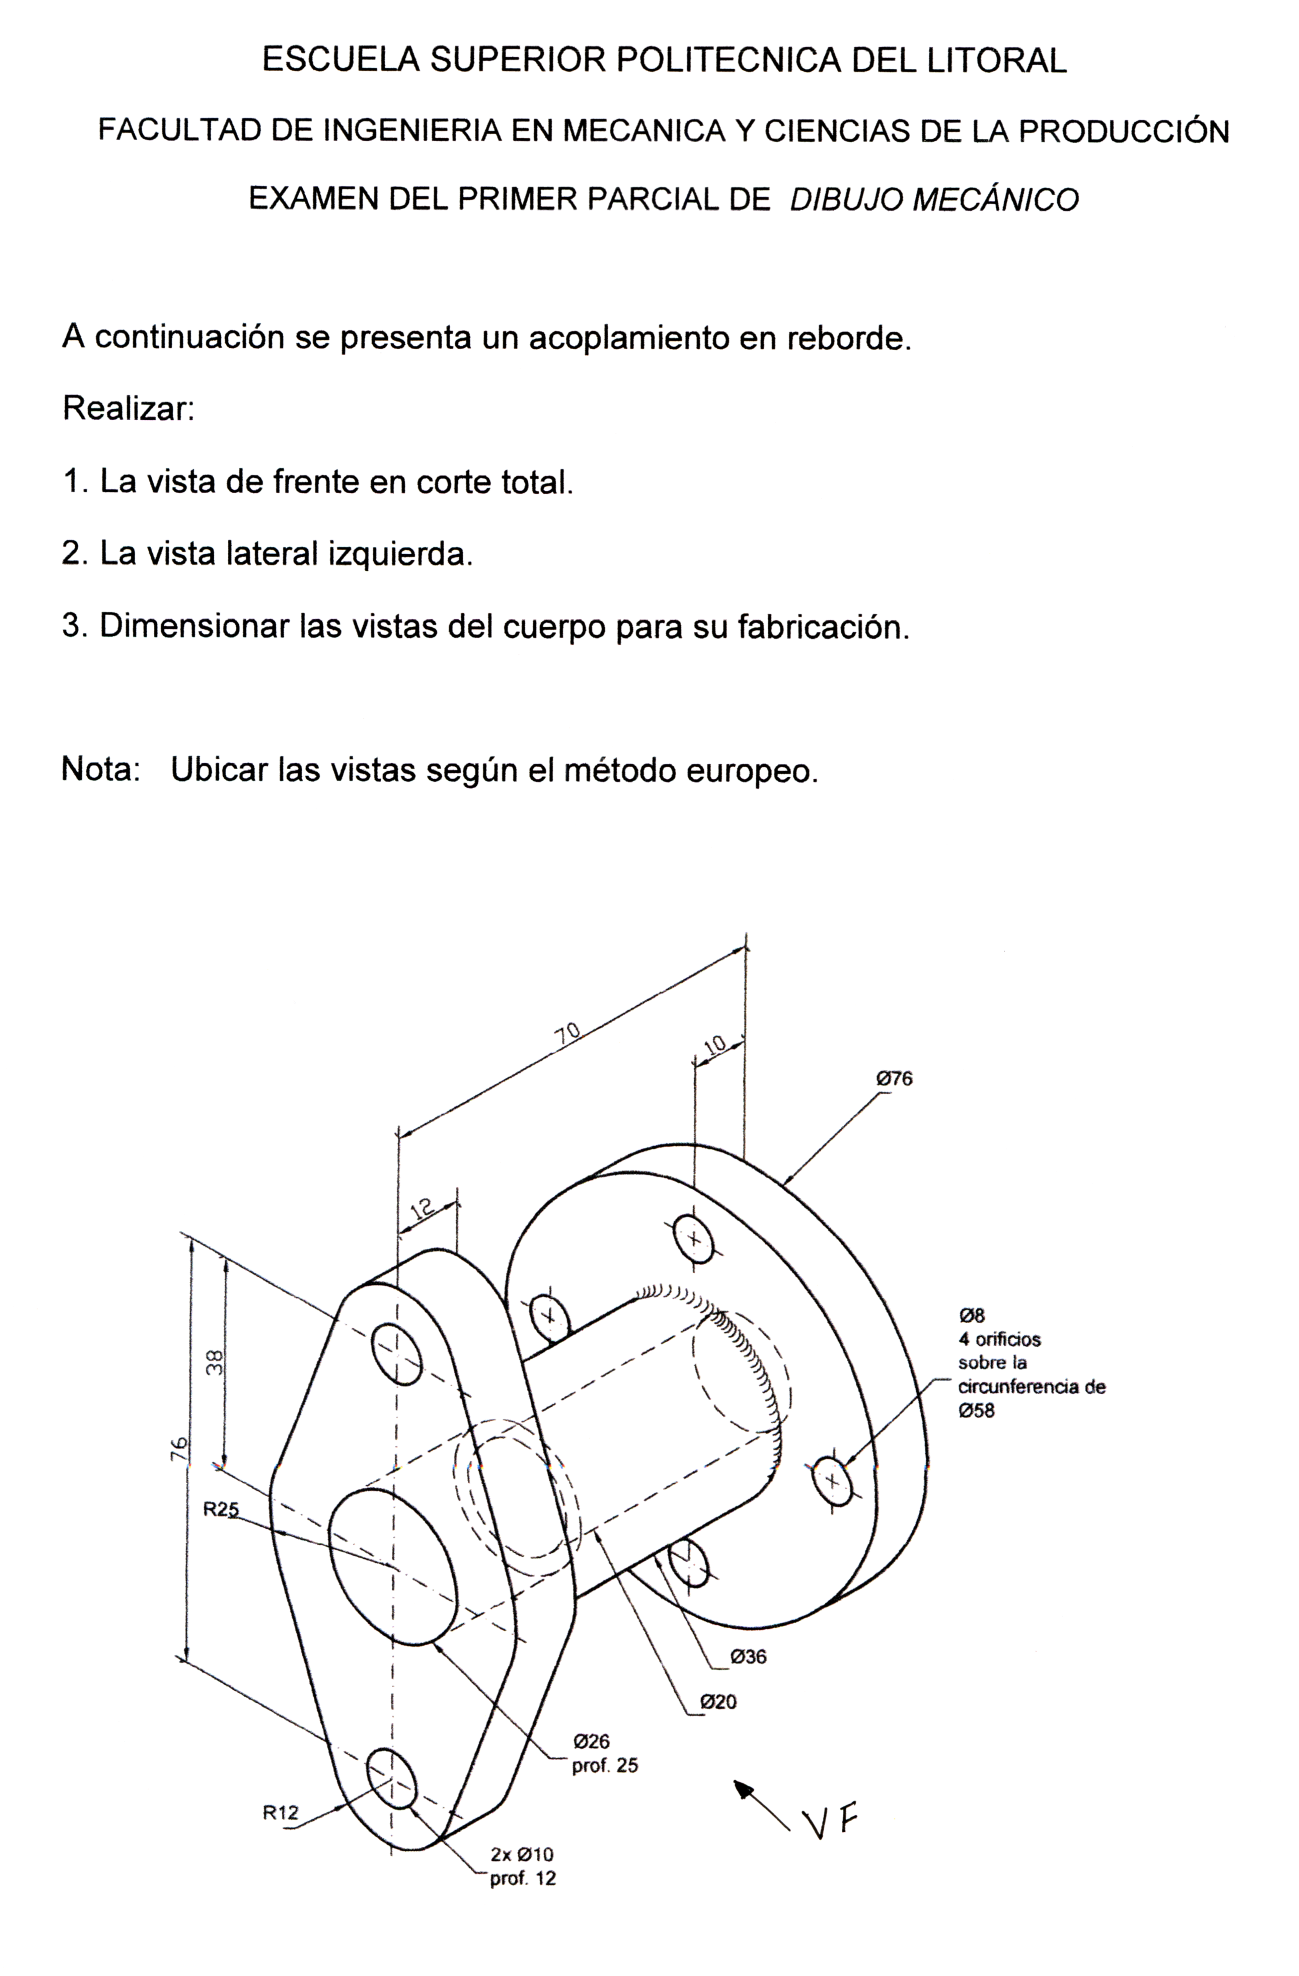 ESCUELA SUPERIOR POLITECNICA DEL LITORAL
FACULTAD DE INGENIERIA EN MECANICA Y CIENCIAS DE LA PRODUCCIÓN
EXAMEN DEL PRIMER PARCIAL DE DIBUJO MECÁNICO
A continuación se presenta un acoplamiento en reborde.
Realizar:
1. La vista de frente en corte total.
2. La vista lateral izquierda.
3. Dimensionar las vistas del cuerpo para su fabricación.
Nota: Ubicar las vistas según el método europeo.
70
10
Ø76
12
38
76
R25
Ø8
4 orificios
sobre la
circunferencia de
Ø58
Ø36
Ø20
Ø26
prof. 25
R12
2x Ø10
prof. 12
VF